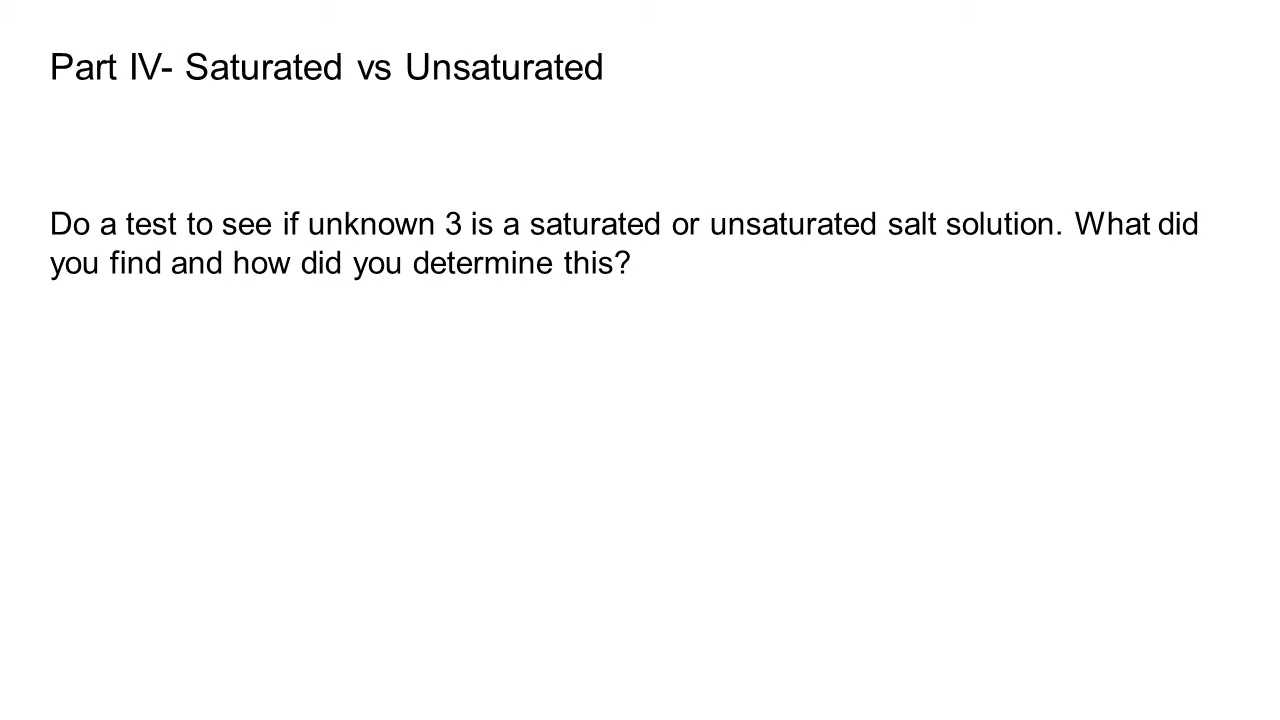 Part IV- Saturated vs Unsaturated
Do a test to see if unknown 3 is a saturated or unsaturated salt solution. What did
you find and how did you determine this?